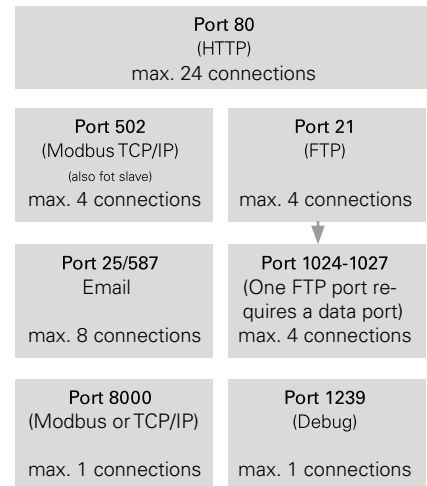 Port 80
(HTTP)
max. 24 connections
Port 502
(Modbus TCP/IP)
(also fot slave)
max. 4 connections
Port 21
(FTP)
max. 4 connections
Port 25/587
Email
max. 8 connections
Port 1024-1027
(One FTP port re-
quires a data port)
max. 4 connections
Port 8000
(Modbus or TCP/IP)
max. 1 connections
Port 1239
(Debug)
max. 1 connections